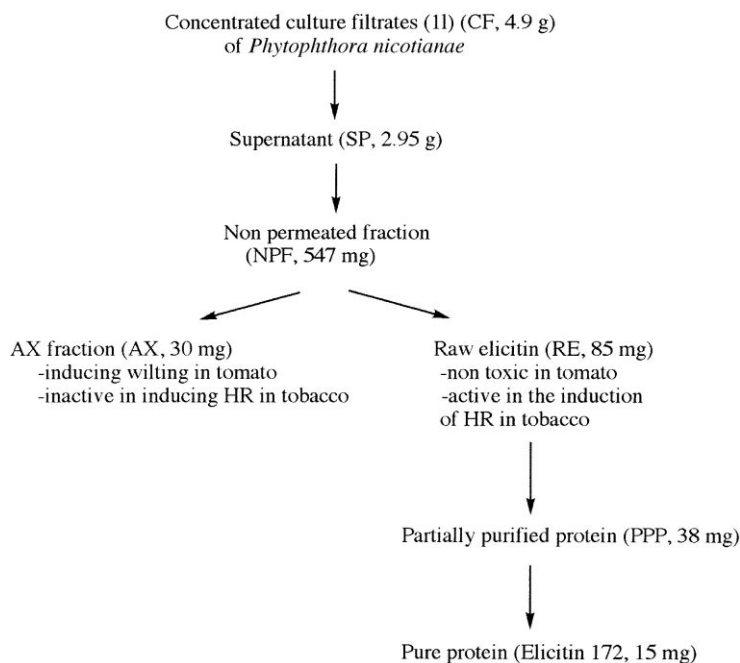 Concentrated culture filtrates (1l) (CF, 4.9 g)
of Phytophthora nicotianae
Supernatant (SP, 2.95 g)
Non permeated fraction
(NPF, 547 mg)
AX fraction (AX, 30 mg)
-inducing wilting in tomato
-inactive in inducing HR in tobacco
Raw elicitin (RE, 85 mg)
-non toxic in tomato
-active in the induction
of HR in tobacco
Partially purified protein (PPP, 38 mg)
Pure protein (Elicitin 172, 15 mg)